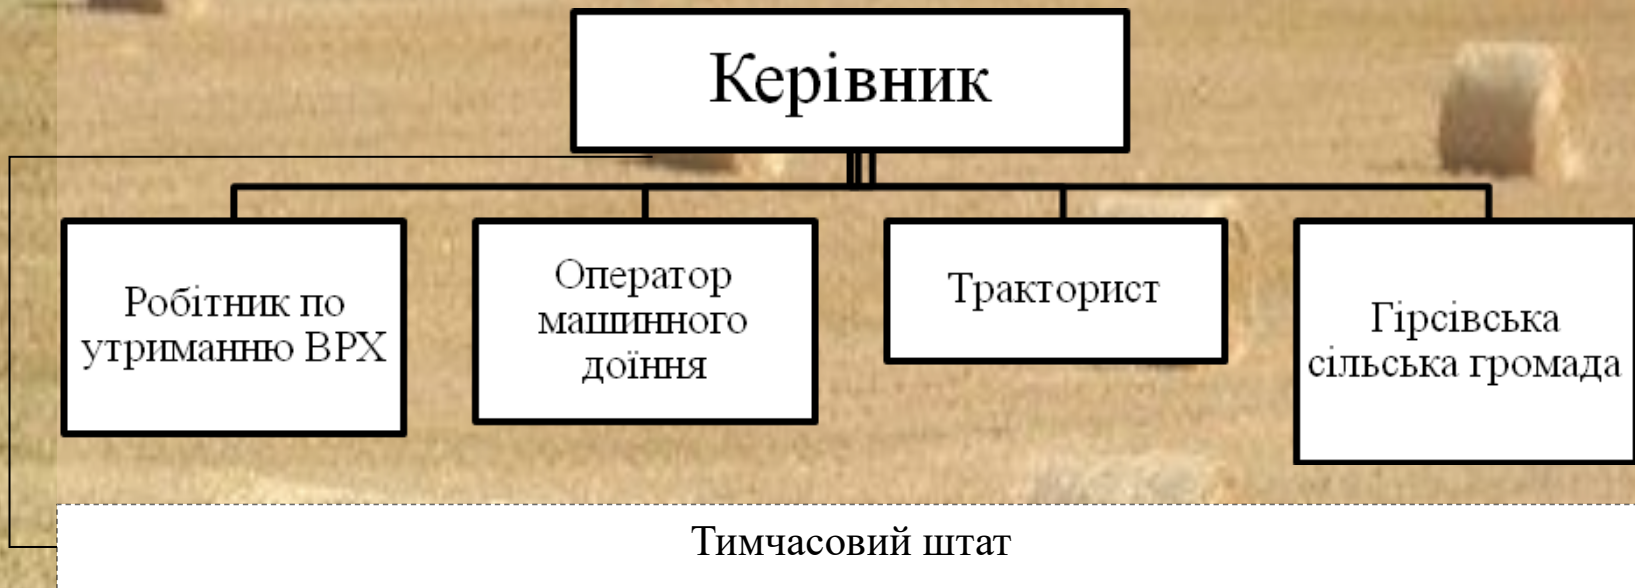 Керівник
Робітник по
утриманню ВРХ
Оператор
машинного
доїння
Тракторист
Гірсівська
сільська громада
Тимчасовий штат